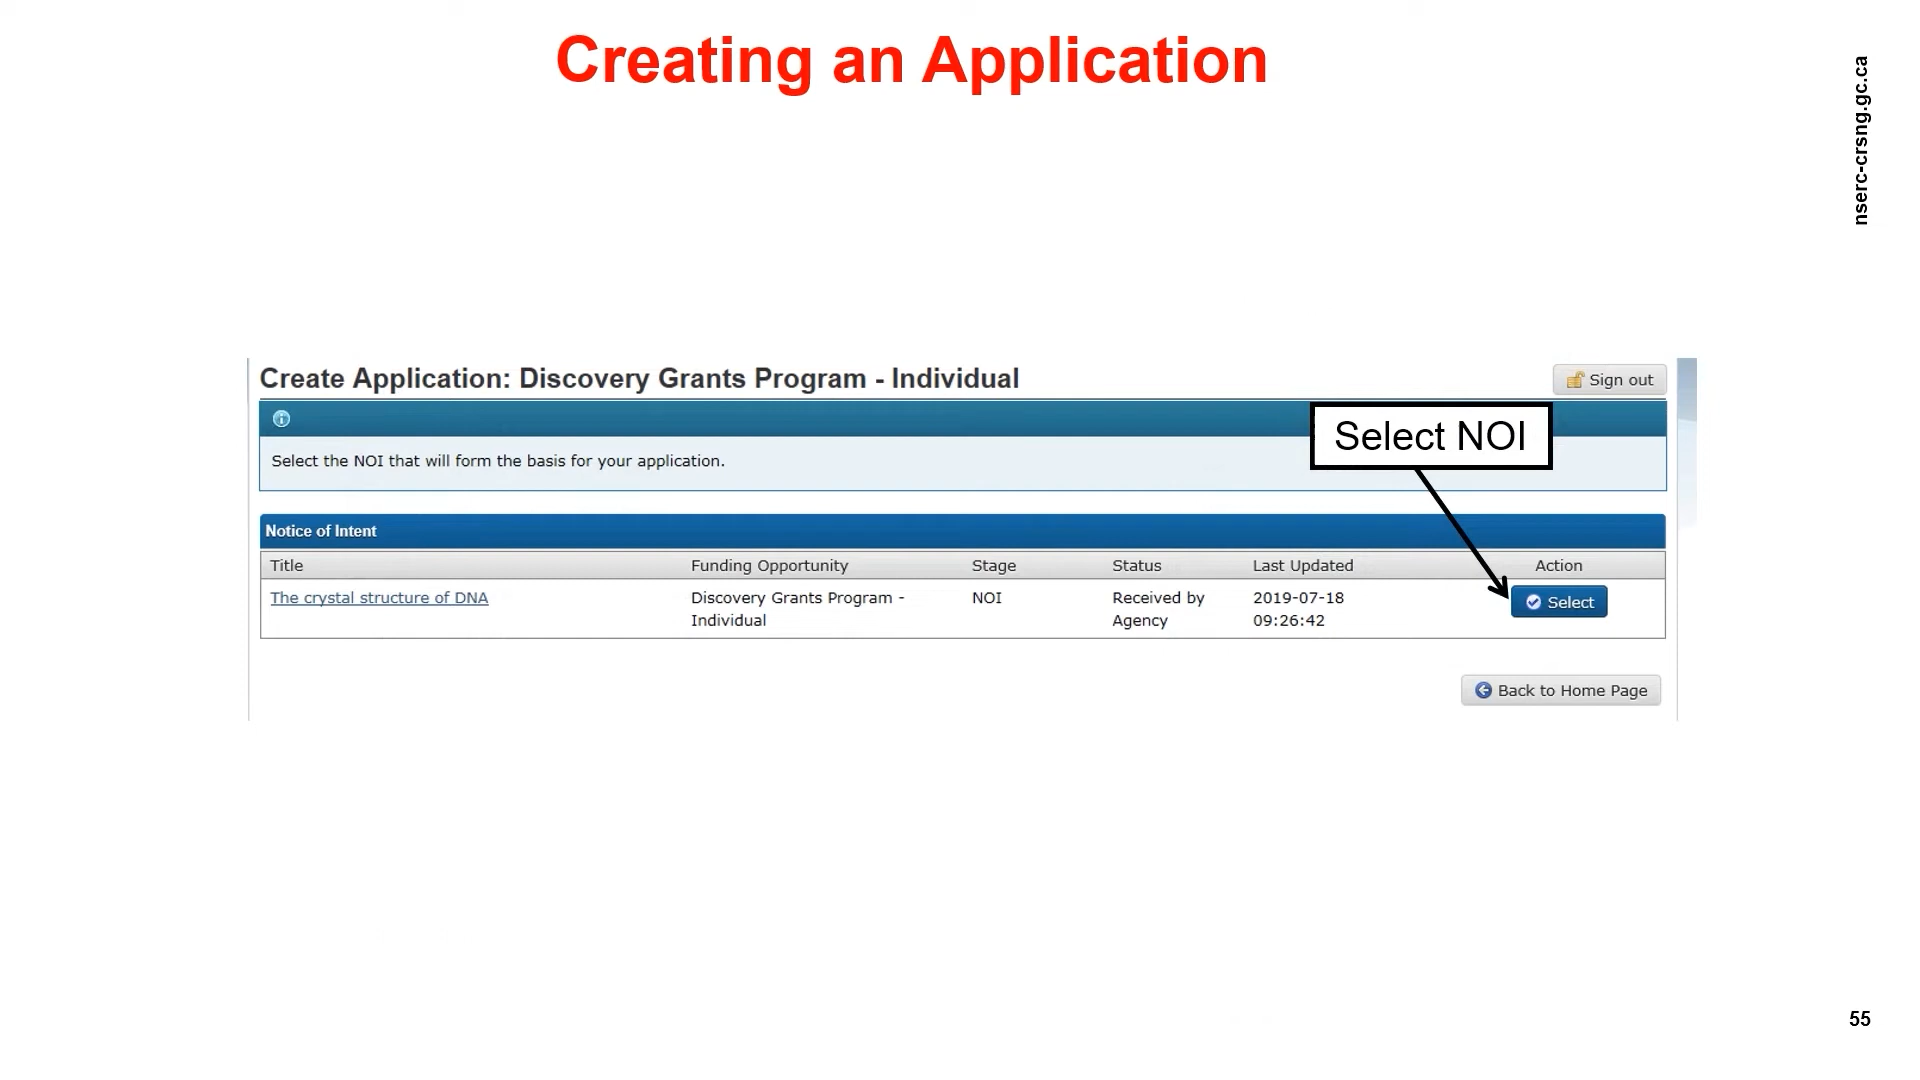 Creating an Application
nserc-crsng.gc.ca
Create Application: Discovery Grants Program - Individual
Sign out
Select NOI
Select the NOI that will form the basis for your application.
Notice of Intent
Title Funding Opportunity Stage Status Last Updated Action
The crystal structure of DNA Discovery Grants Program - NOI Received by 2019-07-18 Select
Individual Agency 09:26:42
Back to Home Page
55